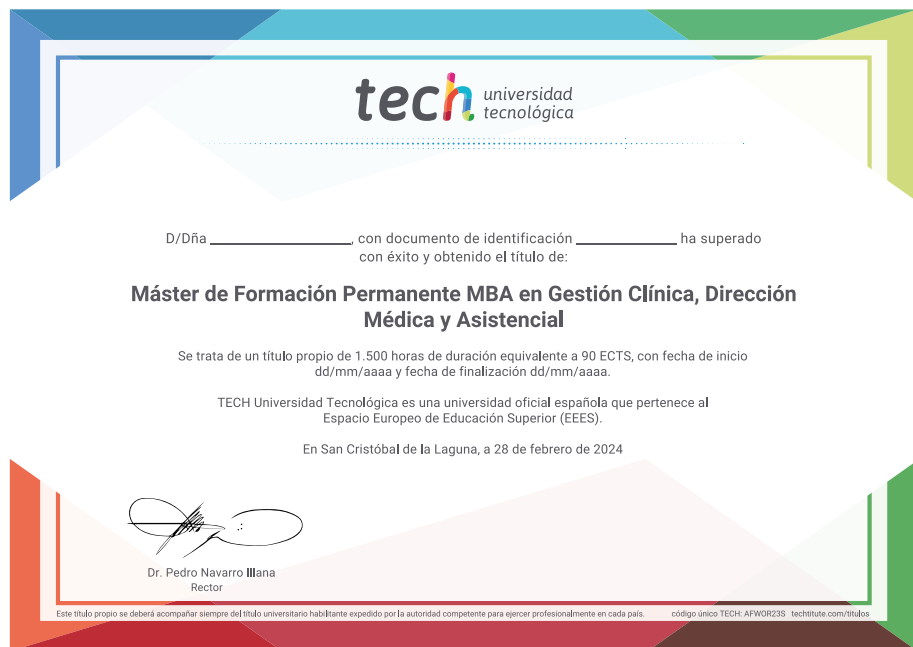 tech universidad
tecnológica
D/Dña ____________________, con documento de identificación ______________ ha superado
con éxito y obtenido el título de:
Máster de Formación Permanente MBA en Gestión Clínica, Dirección
Médica y Asistencial
Se trata de un título propio de 1.500 horas de duración equivalente a 90 ECTS, con fecha de inicio
dd/mm/aaaa y fecha de finalización dd/mm/aaaa.
TECH Universidad Tecnológica es una universidad oficial española que pertenece al
Espacio Europeo de Educación Superior (EEES).
En San Cristóbal de la Laguna, a 28 de febrero de 2024
Dr. Pedro Navarro Illana
Rector
Este título propio se deberá acompañar siempre del título universitario habilitante expedido por la autoridad competente para ejercer profesionalmente en cada país. código único TECH: AFWOR23S techtitute.com/titulos